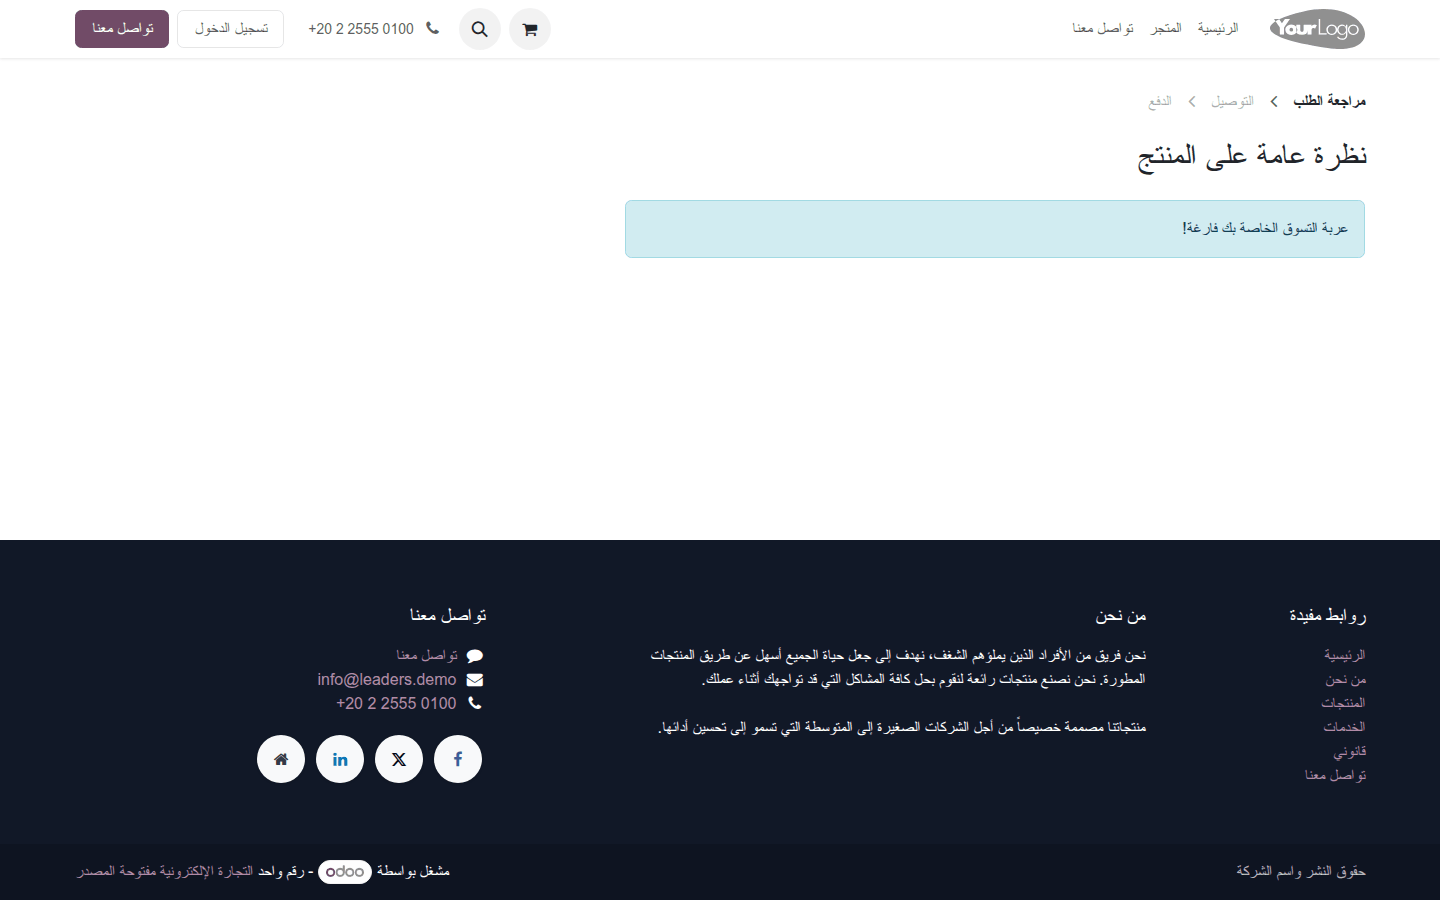 YourLogo
الرئيسية
المتجر
تواصل معنا
+20 2 2555 0100
تسجيل الدخول
تواصل معنا
مراجعة الطلب
التوصيل
الدفع
نظرة عامة على المنتج
عربة التسوق الخاصة بك فارغة!
روابط مفيدة
الرئيسية
من نحن
المنتجات
الخدمات
قانوني
تواصل معنا
من نحن
نحن فريق من الأفراد الذين يملؤهم الشغف، نهدف إلى جعل حياة الجميع أسهل عن طريق المنتجات
المطورة. نحن نصنع منتجات رائعة لنقوم بحل كافة المشاكل التي قد تواجهك أثناء عملك.
منتجاتنا مصممة خصيصاً من أجل الشركات الصغيرة إلى المتوسطة التي تسمو إلى تحسين أدائها.
تواصل معنا
تواصل معنا
info@leaders.demo
+20 2 2555 0100
حقوق النشر واسم الشركة
مشغل بواسطة odoo - رقم واحد التجارة الإلكترونية مفتوحة المصدر